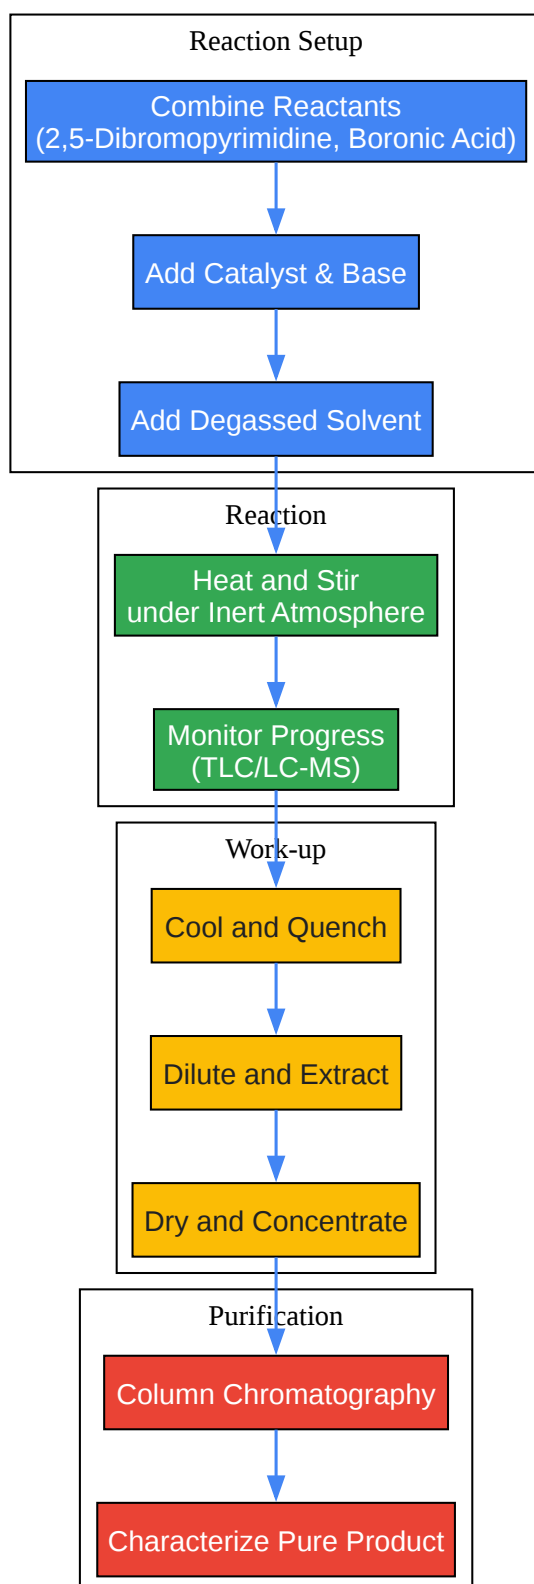 Reaction Setup
Combine Reactants
(2,5-Dibromopyrimidine, Boronic Acid)
Add Catalyst & Base
Add Degassed Solvent
Reaction
Heat and Stir
under Inert Atmosphere
Monitor Progress
(TLC/LC-MS)
Work-up
Cool and Quench
Dilute and Extract
Dry and Concentrate
Purification
Column Chromatography
Characterize Pure Product